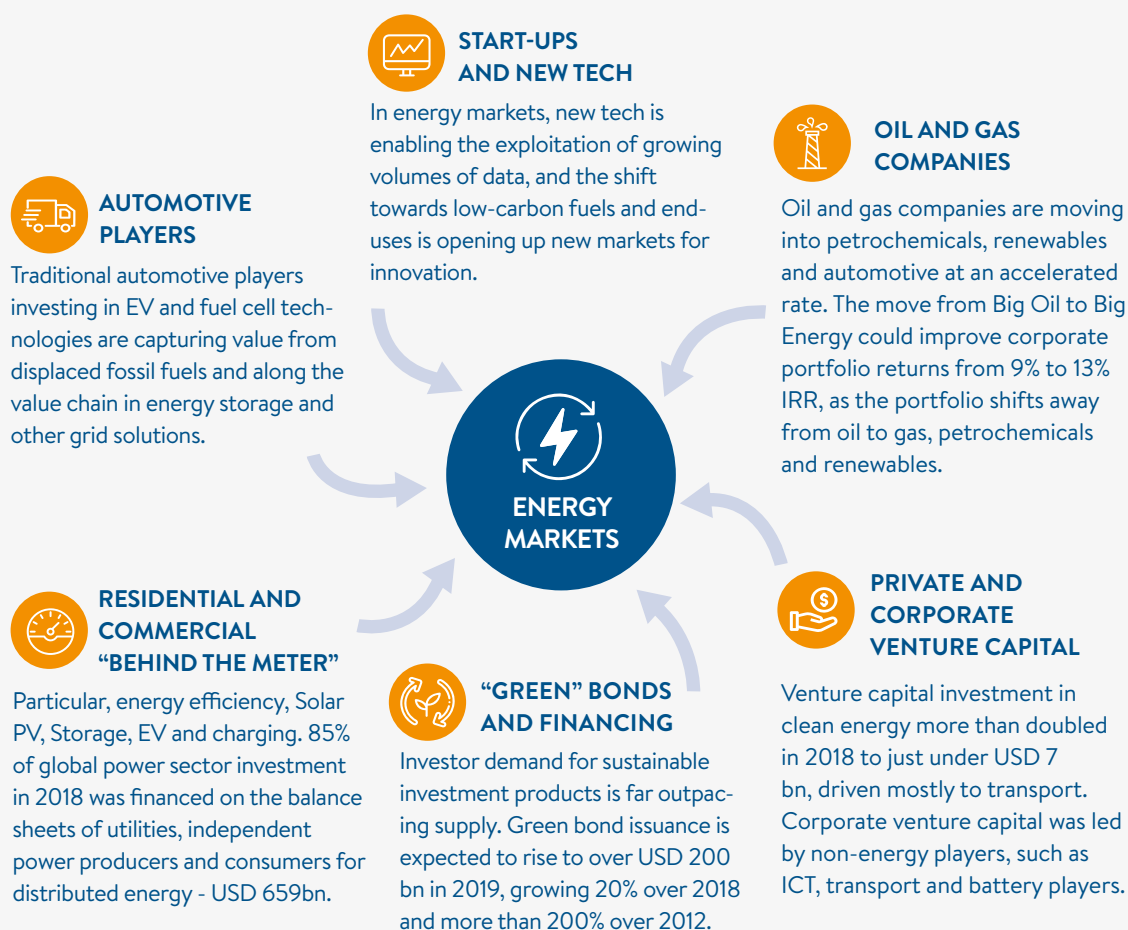 START-UPS
AND NEW TECH
In energy markets, new tech is
enabling the exploitation of growing
volumes of data, and the shift
towards low-carbon fuels and end-
uses is opening up new markets for
innovation.
OIL AND GAS
COMPANIES
Oil and gas companies are moving
into petrochemicals, renewables
and automotive at an accelerated
rate. The move from Big Oil to Big
Energy could improve corporate
portfolio returns from 9% to 13%
IRR, as the portfolio shifts away
from oil to gas, petrochemicals
and renewables.
AUTOMOTIVE
PLAYERS
Traditional automotive players
investing in EV and fuel cell tech-
nologies are capturing value from
displaced fossil fuels and along the
value chain in energy storage and
other grid solutions.
ENERGY
MARKETS
RESIDENTIAL AND
COMMERCIAL
“BEHIND THE METER”
Particular, energy efficiency, Solar
PV, Storage, EV and charging. 85%
of global power sector investment
in 2018 was financed on the balance
sheets of utilities, independent
power producers and consumers for
distributed energy - USD 659bn.
“GREEN” BONDS
AND FINANCING
Investor demand for sustainable
investment products is far outpac-
ing supply. Green bond issuance is
expected to rise to over USD 200
bn in 2019, growing 20% over 2018
and more than 200% over 2012.
$
PRIVATE AND
CORPORATE
VENTURE CAPITAL
Venture capital investment in
clean energy more than doubled
in 2018 to just under USD 7
bn, driven mostly to transport.
Corporate venture capital was led
by non-energy players, such as
ICT, transport and battery players.